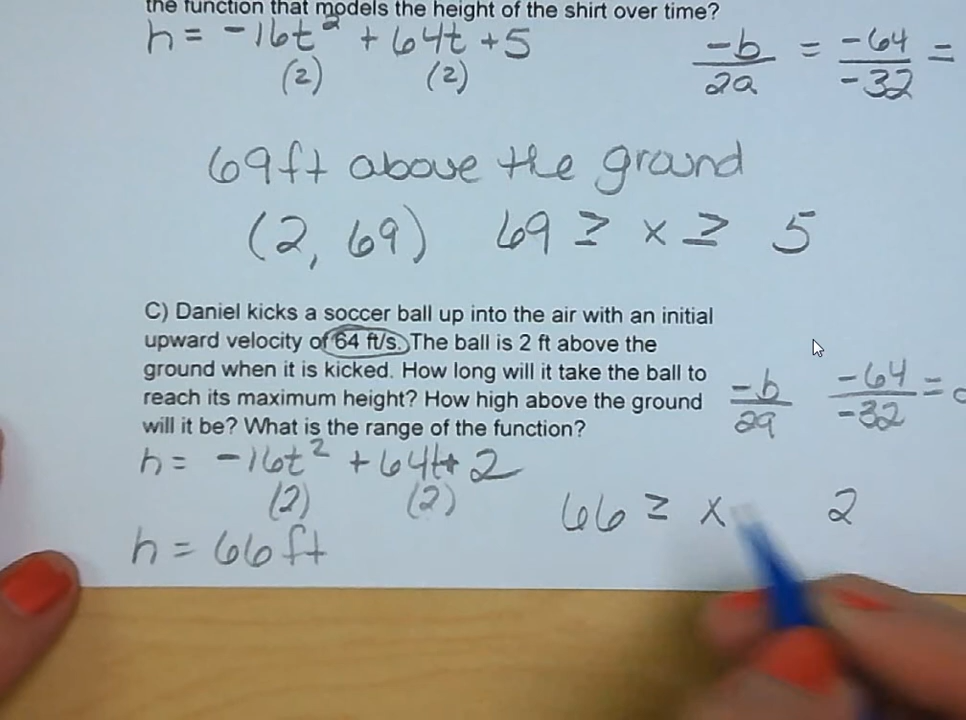 the function that models the height of the shirt over time?
h = -16t² + 64t + 5
(2) (2)
-b/2a = -64/-32 =
69ft above the ground
(2, 69) 69 ≥ x ≥ 5
C) Daniel kicks a soccer ball up into the air with an initial
upward velocity of 64 ft/s. The ball is 2 ft above the
ground when it is kicked. How long will it take the ball to
reach its maximum height? How high above the ground
will it be? What is the range of the function?
-b/2a -64/-32 =
h = -16t² + 64t + 2
(2) (2)
66 ≥ x 2
h = 66ft